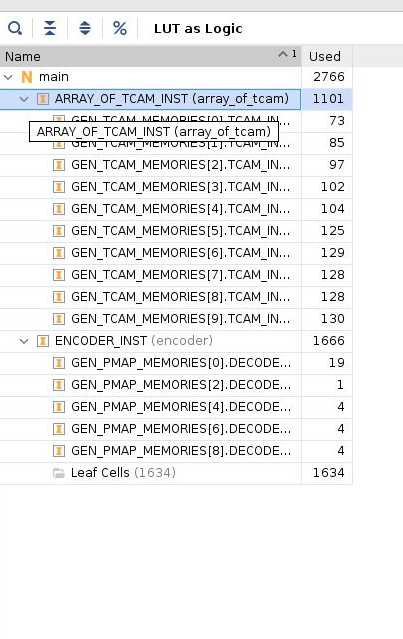 LUT as Logic
Name 1 Used
main 2766
ARRAY_OF_TCAM_INST (array_of_tcam) 1101
GEN_TCAM_MEMORIES[0].TCAM_IN... 73
ARRAY_OF_TCAM_INST (array_of_tcam)
GEN_TCAM_MEMORIES[1].TCAM_IN... 85
GEN_TCAM_MEMORIES[2].TCAM_IN... 97
GEN_TCAM_MEMORIES[3].TCAM_IN... 102
GEN_TCAM_MEMORIES[4].TCAM_IN... 104
GEN_TCAM_MEMORIES[5].TCAM_IN... 125
GEN_TCAM_MEMORIES[6].TCAM_IN... 129
GEN_TCAM_MEMORIES[7].TCAM_IN... 128
GEN_TCAM_MEMORIES[8].TCAM_IN... 128
GEN_TCAM_MEMORIES[9].TCAM_IN... 130
ENCODER_INST (encoder) 1666
GEN_PMAP_MEMORIES[0].DECODE... 19
GEN_PMAP_MEMORIES[2].DECODE... 1
GEN_PMAP_MEMORIES[4].DECODE... 4
GEN_PMAP_MEMORIES[6].DECODE... 4
GEN_PMAP_MEMORIES[8].DECODE... 4
Leaf Cells (1634) 1634